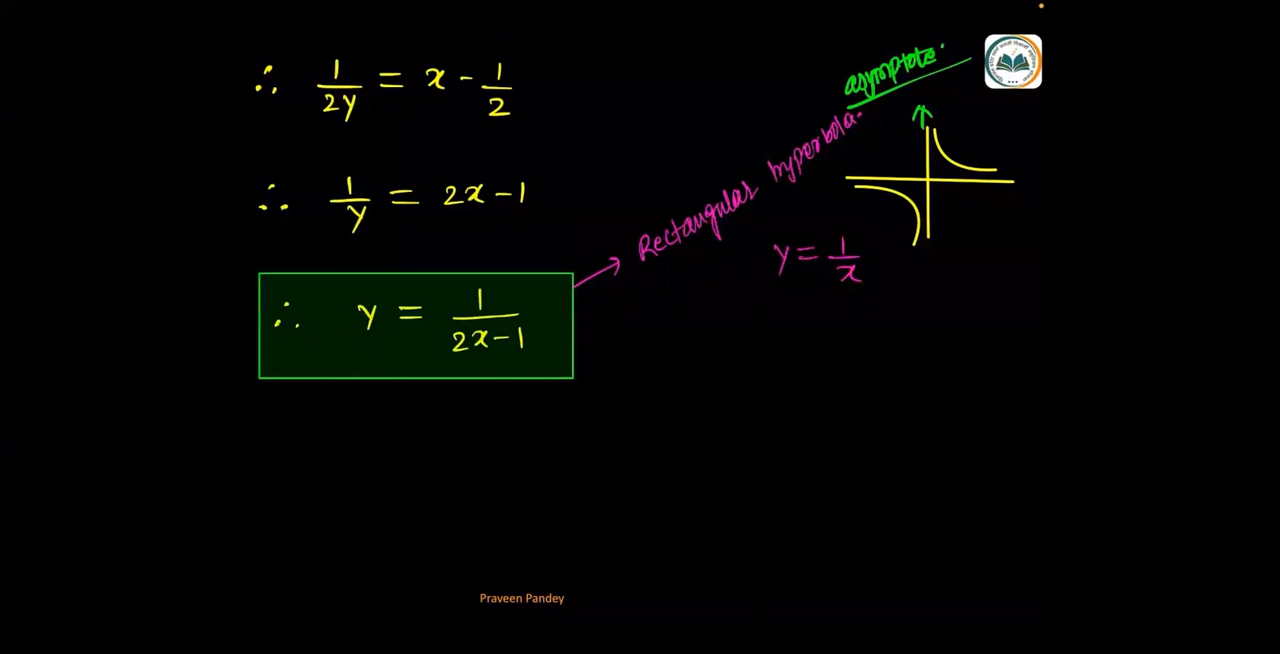 ∴ 1/2y = x - 1/2
∴ 1/y = 2x - 1
∴ y = 1/2x - 1
Rectangular hyperbola.
asymptote.
y = 1/x
Praveen Pandey